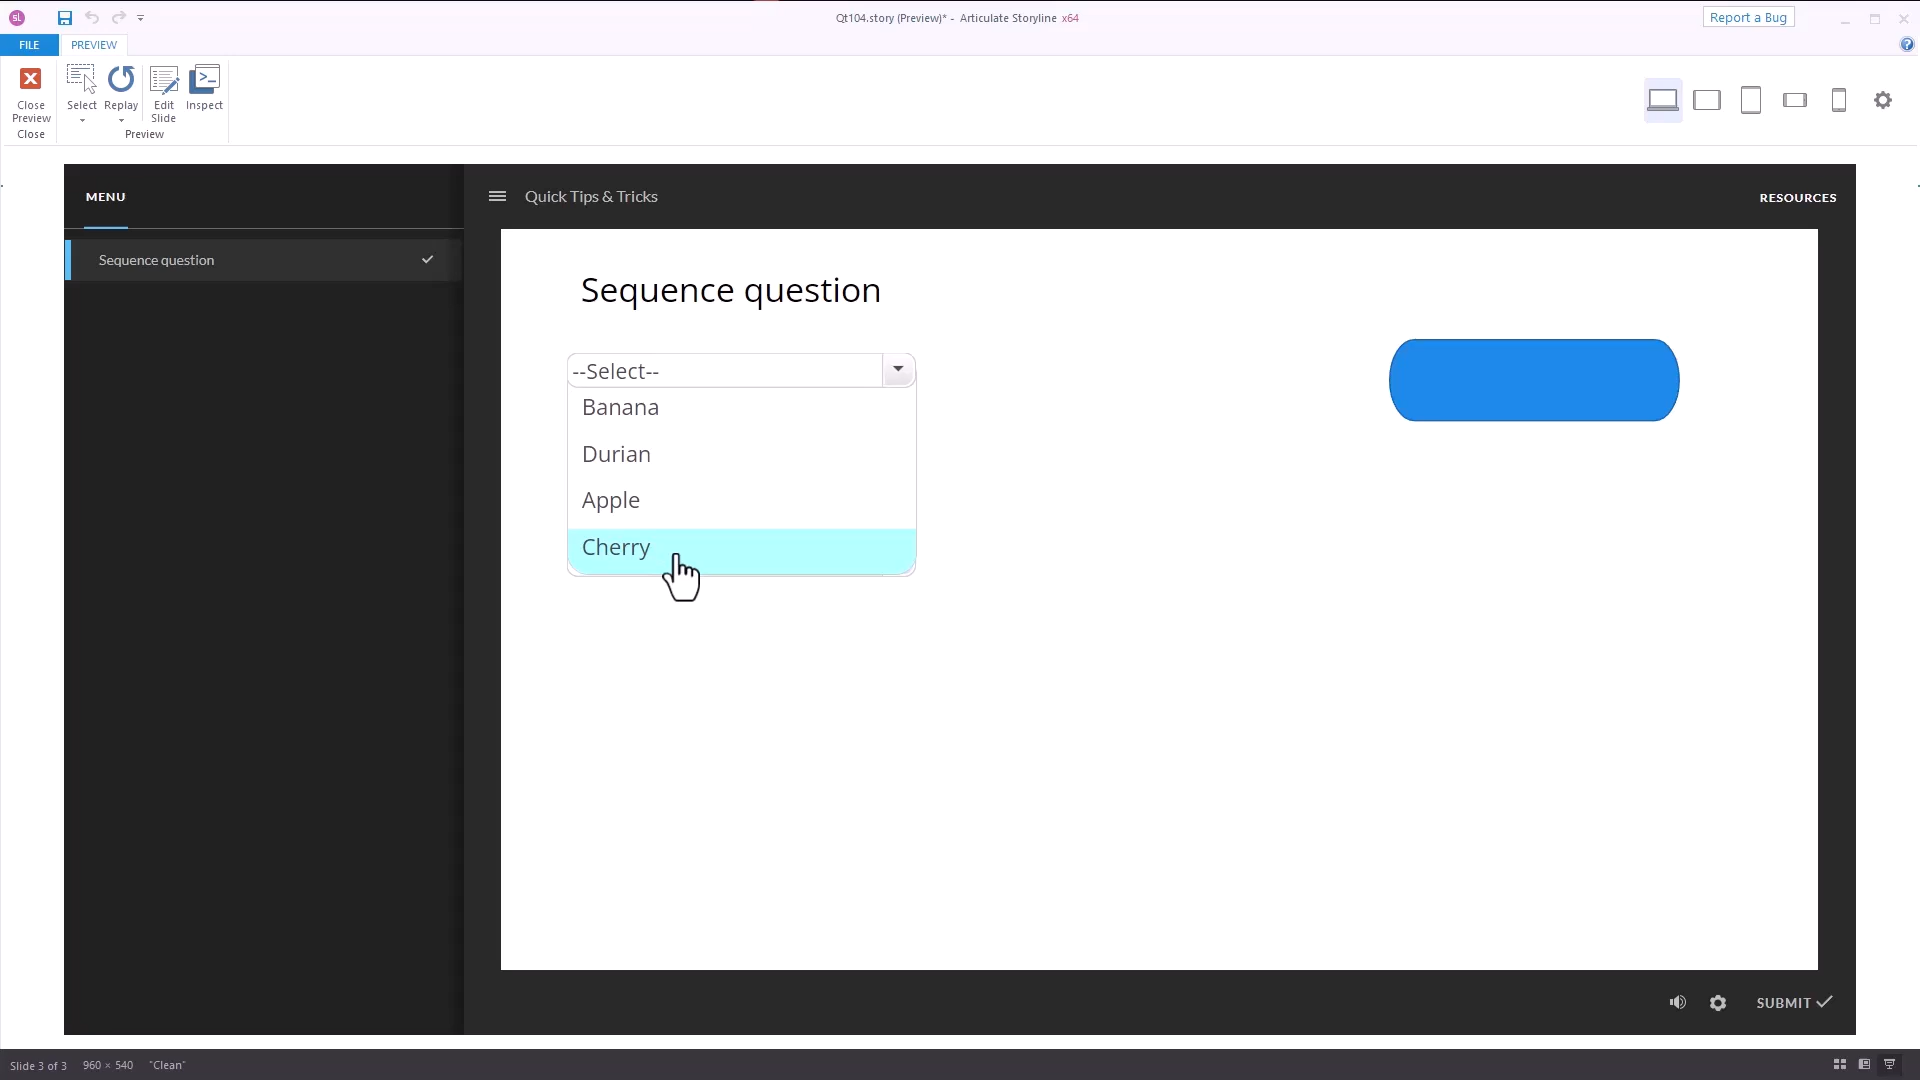 sl
Qt104.story (Preview)* - Articulate Storyline x64
Report a Bug
FILE
PREVIEW
?
Close Preview
Select
Replay
Edit Slide
Inspect
Close
Preview
MENU
Quick Tips & Tricks
RESOURCES
Sequence question
Sequence question
--Select--
Banana
Durian
Apple
Cherry
SUBMIT
Slide 3 of 3
960 × 540
"Clean"